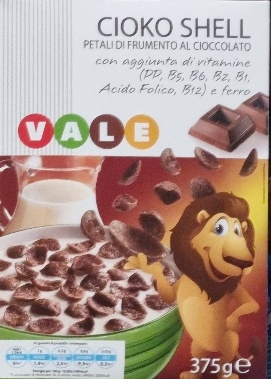 CIOKO SHELL
PETALI DI FRUMENTO AL CIOCCOLATO
con aggiunta di vitamine
(PP, B5, B6, B2, B1,
Acido Folico, B12) e ferro
VALE
375g e